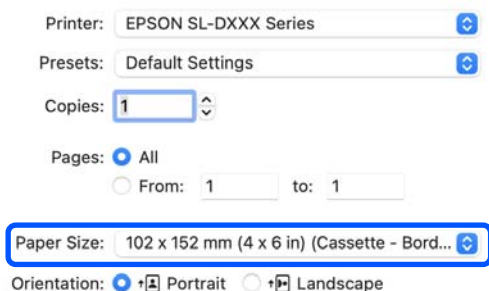 Printer: EPSON SL-DXXX Series
Presets: Default Settings
Copies: 1
Pages: All
From: 1 to: 1
Paper Size: 102 x 152 mm (4 x 6 in) (Cassette - Bord...
Orientation: Portrait Landscape